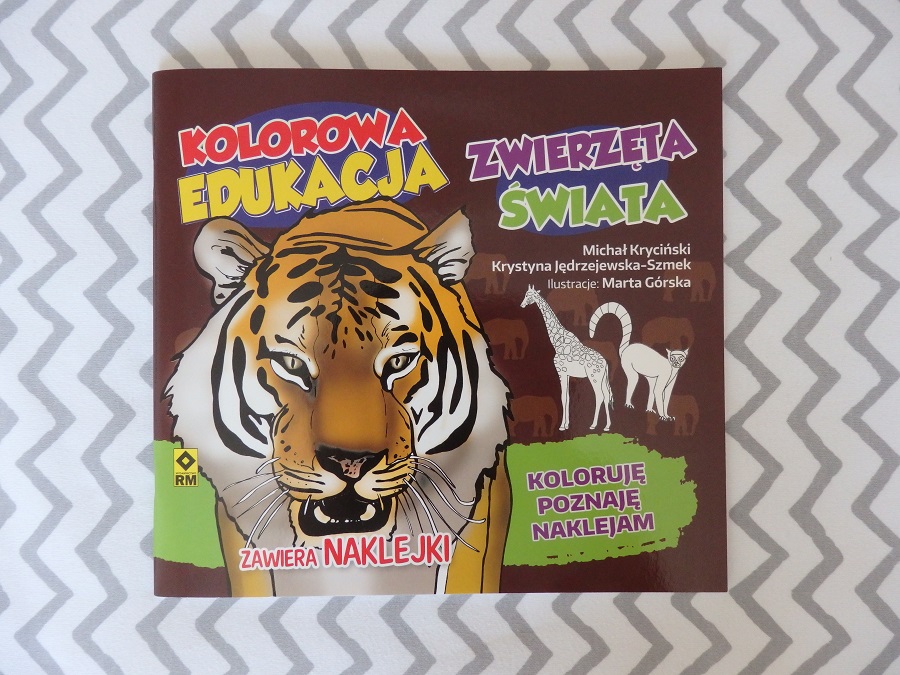 KOLOROWA
EDUKACJA
ZWIERZĘTA
ŚWIATA
Michał Kryciński
Krystyna Jędrzejewska-Szmek
Ilustracje: Marta Górska
RM
KOLORUJĘ
POZNAJĘ
NAKLEJAM
ZAWIERA NAKLEJKI